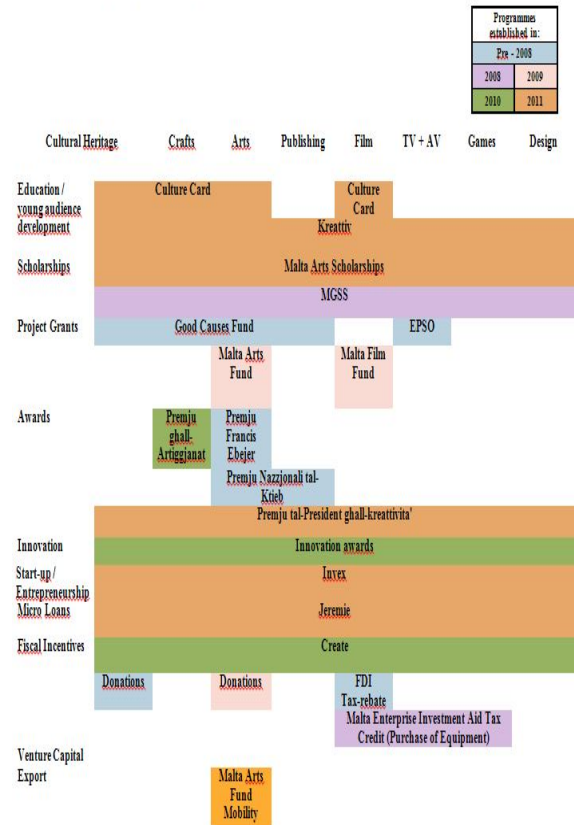 Programmes
established in:
Pre - 2008
2008 2009
2010 2011
Cultural Heritage Crafts Arts Publishing Film TV + AV Games Design
Education /
young audience
development
Culture Card
Culture
Card
Kreattiv
Scholarships
Malta Arts Scholarships
MGSS
Project Grants
Good Causes Fund
EPSO
Malta Arts
Fund
Malta Film
Fund
Awards
Premju
ghall-
Artiggjanat
Premju
Francis
Ebejer
Premju Nazzjonali tal-
Ktieb
Premju tal-President ghall-kreattivita'
Innovation
Innovation awards
Start-up /
Entrepreneurship
Invex
Micro Loans
Jeremie
Fiscal Incentives
Create
Donations
Donations
FDI
Tax-rebate
Malta Enterprise Investment Aid Tax
Credit (Purchase of Equipment)
Venture Capital
Export
Malta Arts
Fund
Mobility